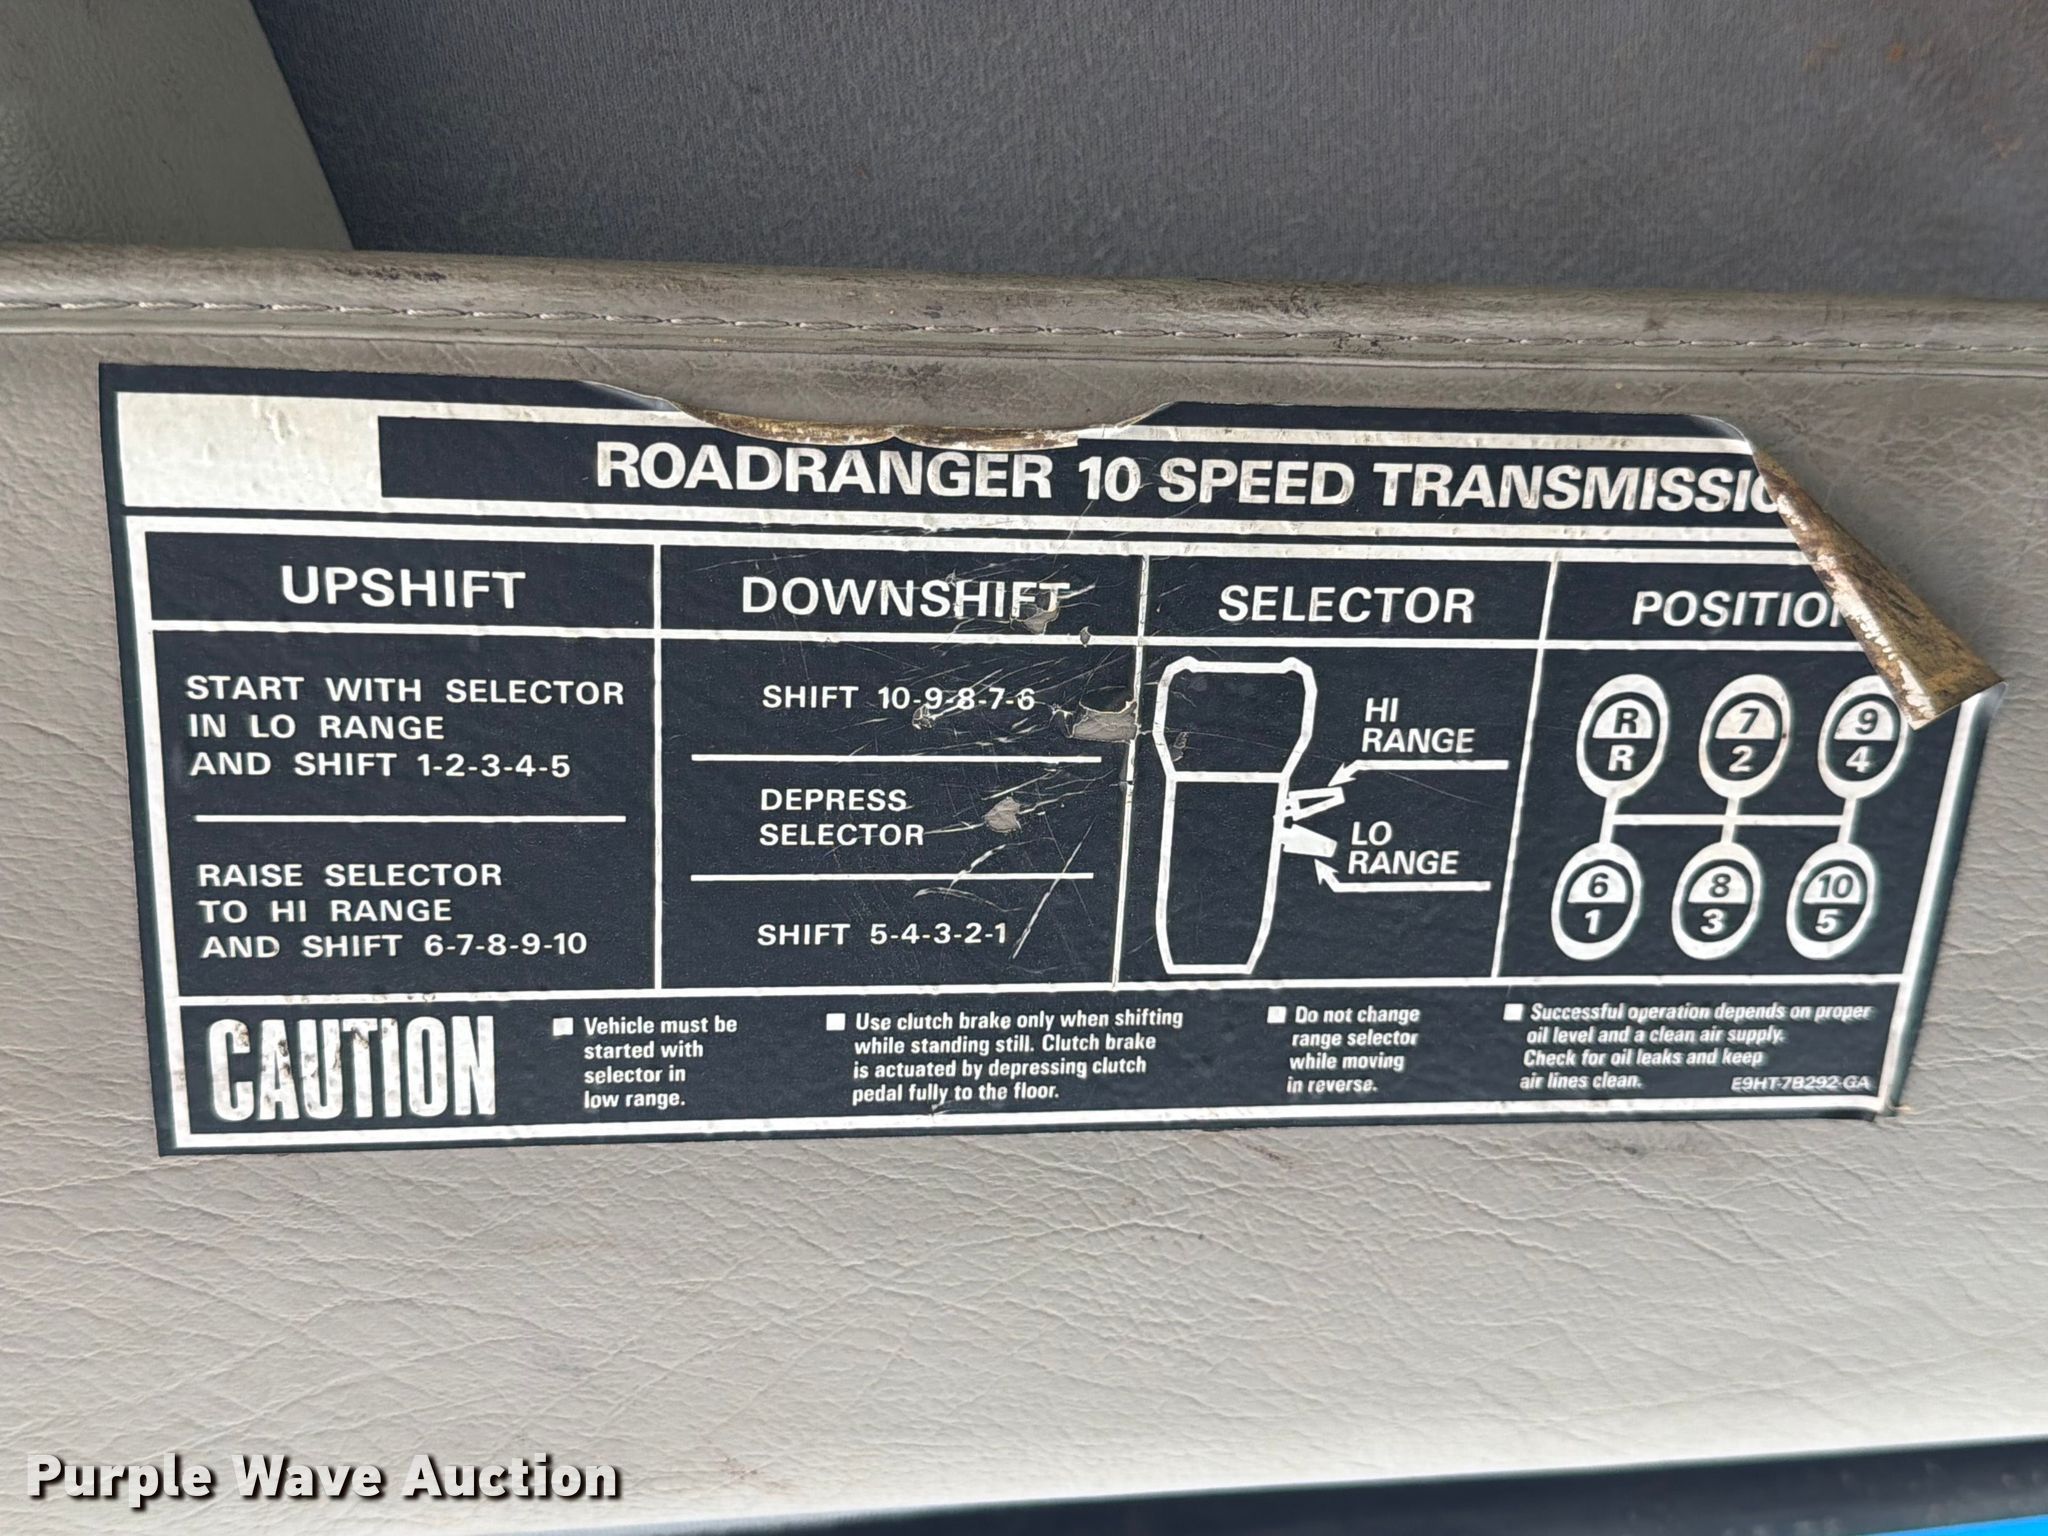 ROADRANGER 10 SPEED TRANSMISSIO
UPSHIFT
START WITH SELECTOR
IN LO RANGE
AND SHIFT 1-2-3-4-5
RAISE SELECTOR
TO HI RANGE
AND SHIFT 6-7-8-9-10
DOWNSHIFT
SHIFT 10-9-8-7-6
DEPRESS
SELECTOR
SHIFT 5-4-3-2-1
SELECTOR
HI
RANGE
LO
RANGE
POSITION
R 7 9
R 2 4
6 8 10
1 3 5
CAUTION
Vehicle must be
started with
selector in
low range.
Use clutch brake only when shifting
while standing still. Clutch brake
is actuated by depressing clutch
pedal fully to the floor.
Do not change
range selector
while moving
in reverse.
Successful operation depends on proper
oil level and a clean air supply.
Check for oil leaks and keep
air lines clean.
E9HT-7B292-GA
Purple Wave Auction